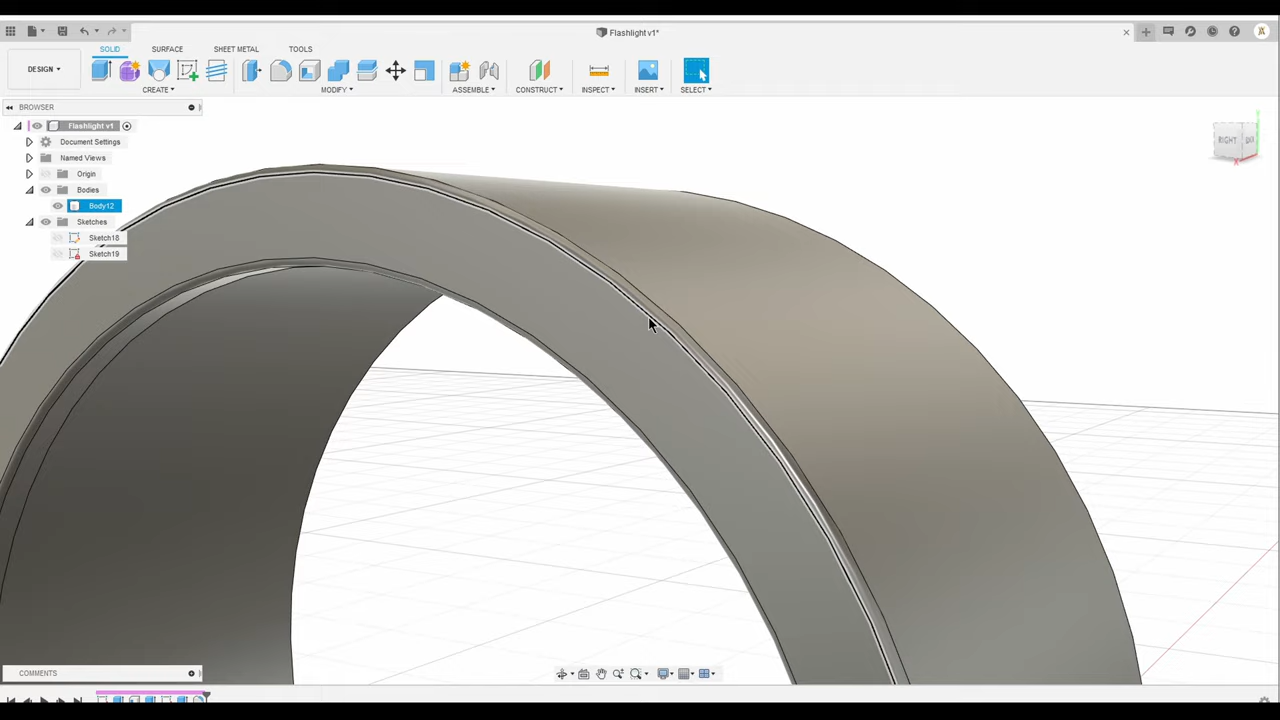 Flashlight v1*
SOLID SURFACE SHEET METAL TOOLS
DESIGN
CREATE MODIFY ASSEMBLE CONSTRUCT INSPECT INSERT SELECT
BROWSER
Flashlight v1
Document Settings
Named Views
Origin
Bodies
Body12
Sketches
Sketch18
Sketch19
RIGHT
COMMENTS